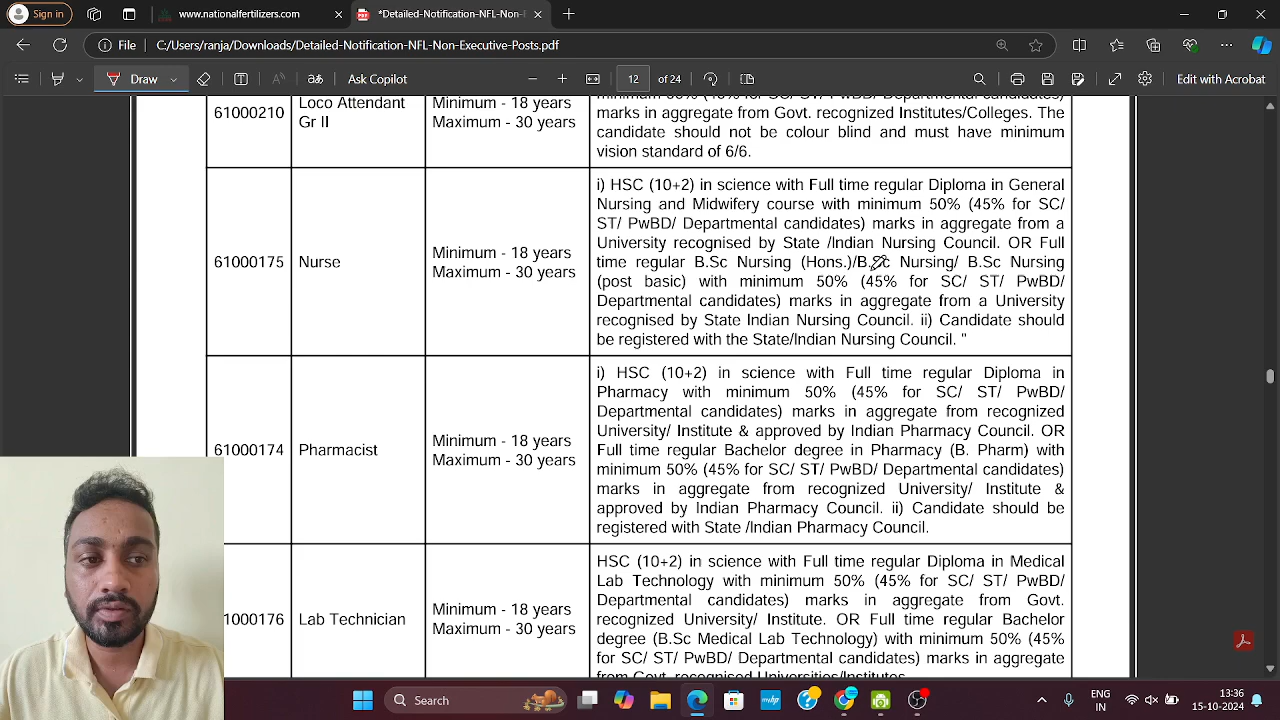 Sign in
www.nationalfertilizers.com
*Detailed-Notification-NFL-Non-
File
C:/Users/ranja/Downloads/Detailed-Notification-NFL-Non-Executive-Posts.pdf
Draw
Ask Copilot
12 of 24
Edit with Acrobat
61000210
Loco Attendant
Gr II
Minimum - 18 years
Maximum - 30 years
marks in aggregate from Govt. recognized Institutes/Colleges. The
candidate should not be colour blind and must have minimum
vision standard of 6/6.
61000175
Nurse
Minimum - 18 years
Maximum - 30 years
i) HSC (10+2) in science with Full time regular Diploma in General
Nursing and Midwifery course with minimum 50% (45% for SC/
ST/ PwBD/ Departmental candidates) marks in aggregate from a
University recognised by State /Indian Nursing Council. OR Full
time regular B.Sc Nursing (Hons.)/B.Sc Nursing/ B.Sc Nursing
(post basic) with minimum 50% (45% for SC/ ST/ PwBD/
Departmental candidates) marks in aggregate from a University
recognised by State Indian Nursing Council. ii) Candidate should
be registered with the State/Indian Nursing Council. "
61000174
Pharmacist
Minimum - 18 years
Maximum - 30 years
i) HSC (10+2) in science with Full time regular Diploma in
Pharmacy with minimum 50% (45% for SC/ ST/ PwBD/
Departmental candidates) marks in aggregate from recognized
University/ Institute & approved by Indian Pharmacy Council. OR
Full time regular Bachelor degree in Pharmacy (B. Pharm) with
minimum 50% (45% for SC/ ST/ PwBD/ Departmental candidates)
marks in aggregate from recognized University/ Institute &
approved by Indian Pharmacy Council. ii) Candidate should be
registered with State /Indian Pharmacy Council.
1000176
Lab Technician
Minimum - 18 years
Maximum - 30 years
HSC (10+2) in science with Full time regular Diploma in Medical
Lab Technology with minimum 50% (45% for SC/ ST/ PwBD/
Departmental candidates) marks in aggregate from Govt.
recognized University/ Institute. OR Full time regular Bachelor
degree (B.Sc Medical Lab Technology) with minimum 50% (45%
for SC/ ST/ PwBD/ Departmental candidates) marks in aggregate
from Govt. recognised Universities/Institutes.
Search
ENG
IN
13:36
15-10-2024